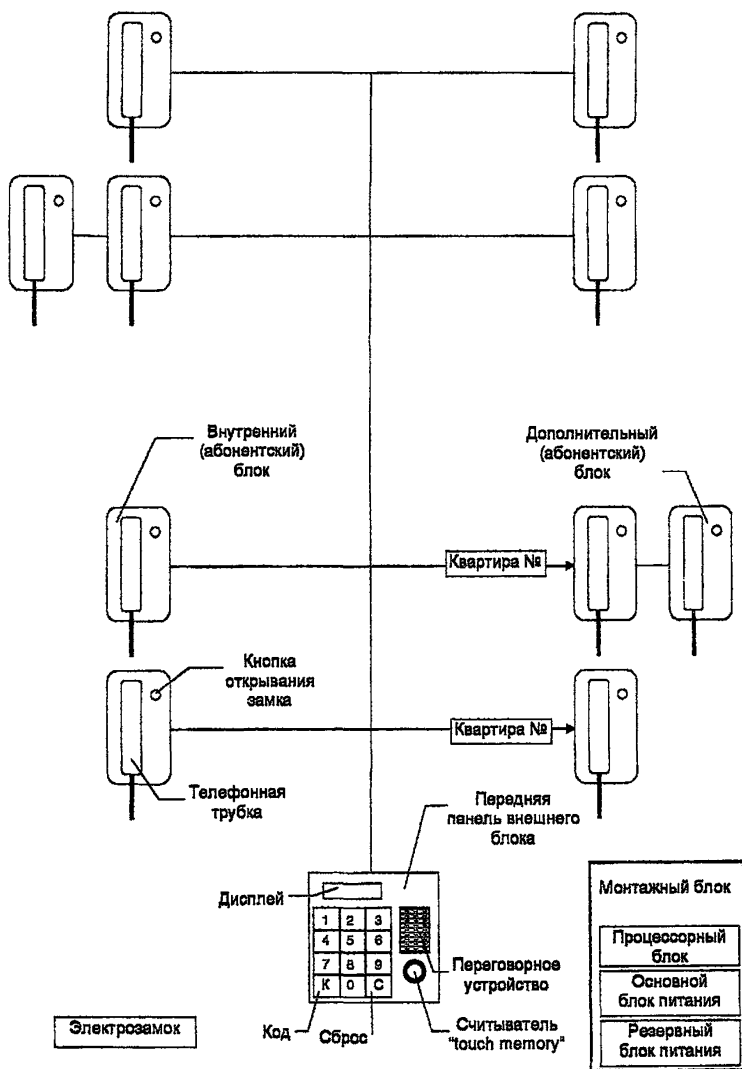 Внутренний
(абонентский)
блок
Дополнительный
(абонентский)
блок
Квартира №
Кнопка
открывания
замка
Квартира №
Телефонная
трубка
Передняя
панель внешнего
блока
Дисплей
1 2 3
4 5 6
7 8 9
К 0 С
Переговорное
устройство
Код
Сброс
Считыватель
"touch memory"
Электрозамок
Монтажный блок
Процессорный
блок
Основной
блок питания
Резервный
блок питания